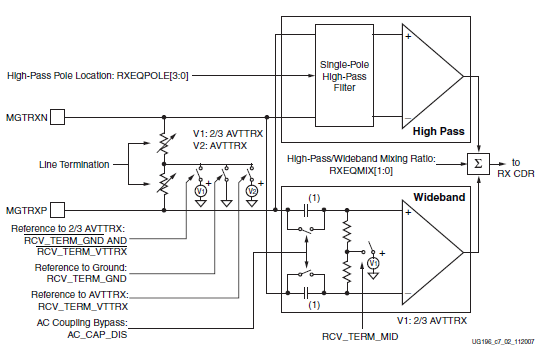 Single-Pole
High-Pass
Filter
+
–
High Pass
High-Pass Pole Location: RXEQPOLE[3:0]
MGTRXN
V1: 2/3 AVTTRX
V2: AVTTRX
Line Termination
High-Pass/Wideband Mixing Ratio:
RXEQMIX[1:0]
Σ
to
RX CDR
V1
+
V2
+
MGTRXP
(1)
Wideband
+
Reference to 2/3 AVTTRX:
RCV_TERM_GND AND
RCV_TERM_VTTRX
Reference to Ground:
RCV_TERM_GND
V1
+
Reference to AVTTRX:
RCV_TERM_VTTRX
(1)
–
AC Coupling Bypass:
AC_CAP_DIS
RCV_TERM_MID
V1: 2/3 AVTTRX
UG196_c7_02_112007